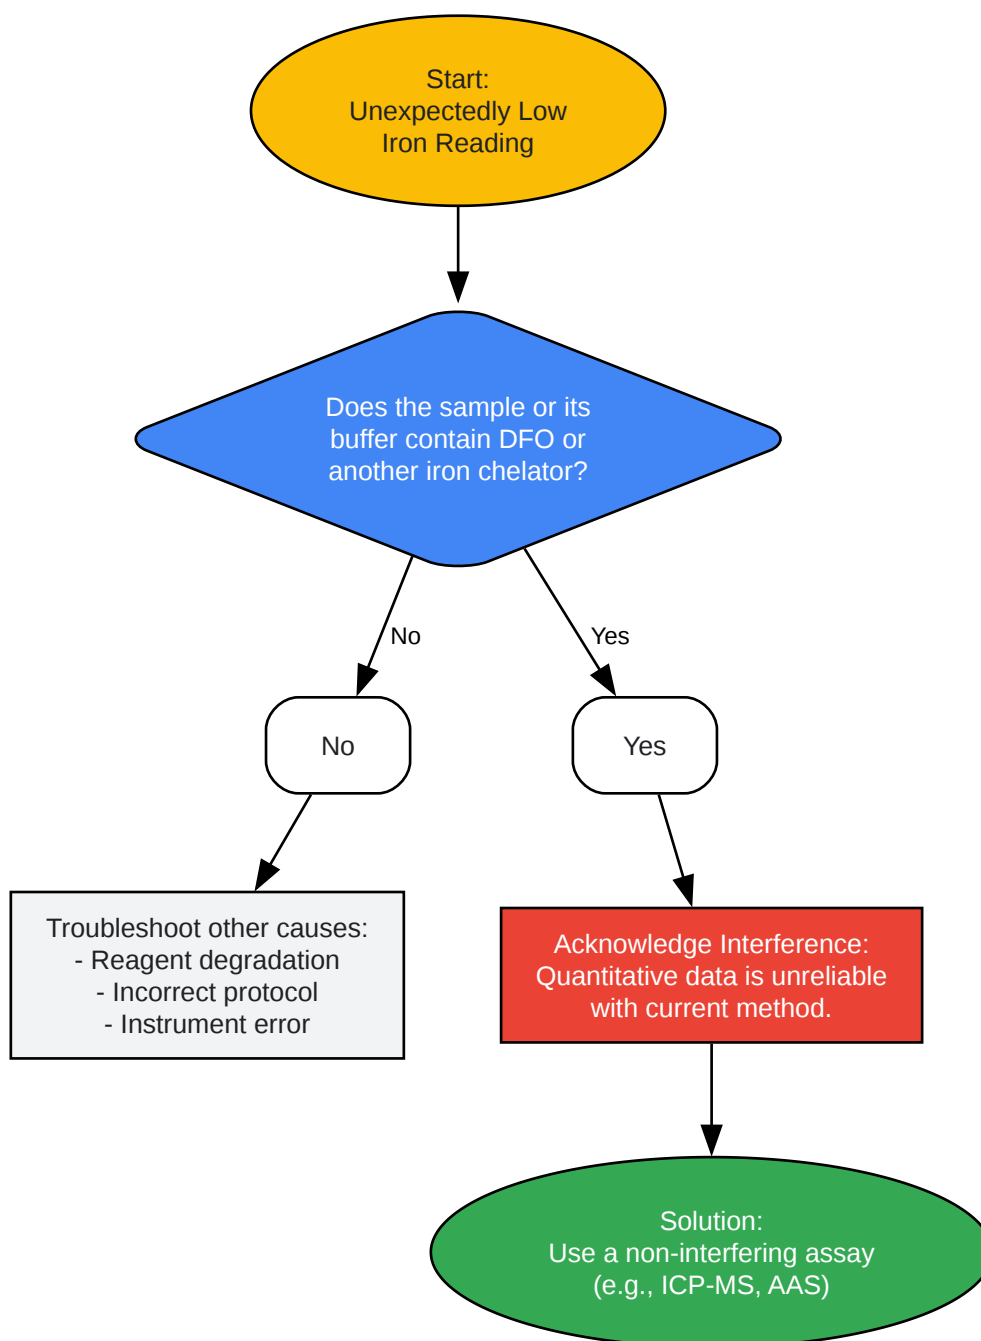 Start:
Unexpectedly Low
Iron Reading
Does the sample or its
buffer contain DFO or
another iron chelator?
No
Yes
No
Yes
Troubleshoot other causes:
- Reagent degradation
- Incorrect protocol
- Instrument error
Acknowledge Interference:
Quantitative data is unreliable
with current method.
Solution:
Use a non-interfering assay
(e.g., ICP-MS, AAS)